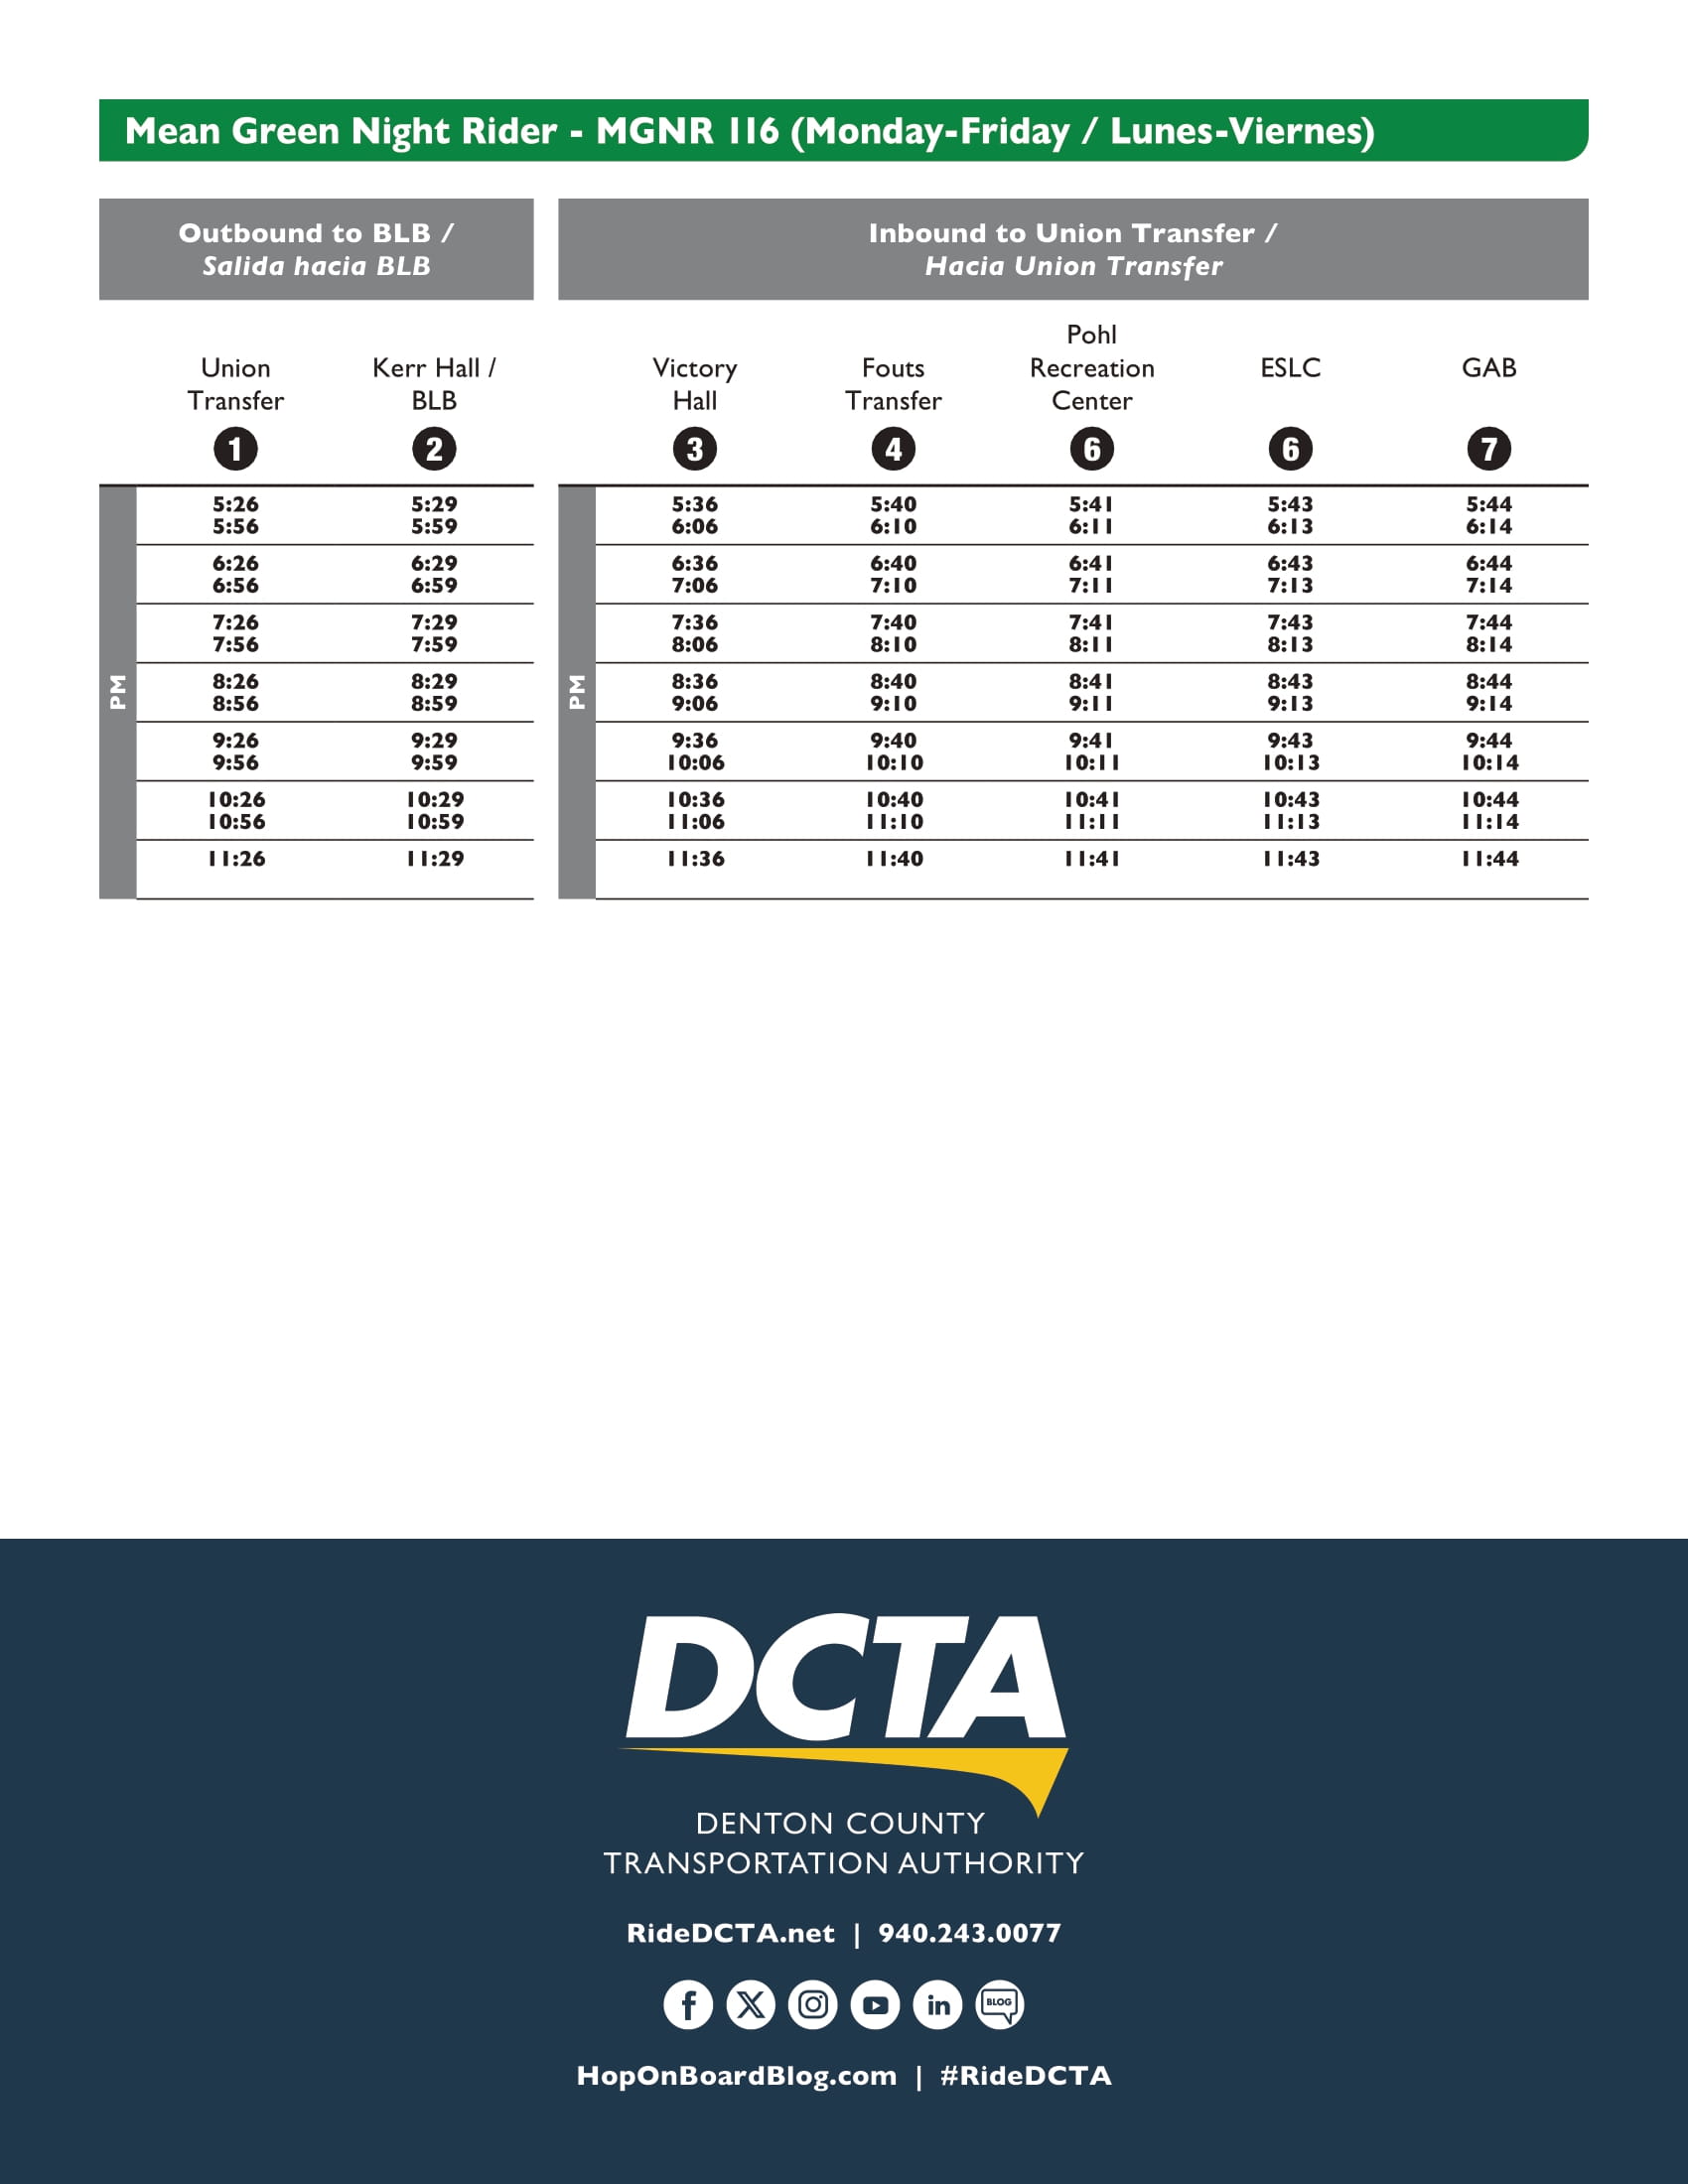 Mean Green Night Rider - MGNR 116 (Monday-Friday / Lunes-Viernes)
Outbound to BLB /
Salida hacia BLB
Inbound to Union Transfer /
Hacia Union Transfer
Union
Transfer
1
Kerr Hall /
BLB
2
Victory
Hall
3
Fouts
Transfer
4
Pohl
Recreation
Center
6
ESLC
6
GAB
7
PM
PM
5:26 5:29 5:36 5:40 5:41 5:43 5:44
5:56 5:59 6:06 6:10 6:11 6:13 6:14
6:26 6:29 6:36 6:40 6:41 6:43 6:44
6:56 6:59 7:06 7:10 7:11 7:13 7:14
7:26 7:29 7:36 7:40 7:41 7:43 7:44
7:56 7:59 8:06 8:10 8:11 8:13 8:14
8:26 8:29 8:36 8:40 8:41 8:43 8:44
8:56 8:59 9:06 9:10 9:11 9:13 9:14
9:26 9:29 9:36 9:40 9:41 9:43 9:44
9:56 9:59 10:06 10:10 10:11 10:13 10:14
10:26 10:29 10:36 10:40 10:41 10:43 10:44
10:56 10:59 11:06 11:10 11:11 11:13 11:14
11:26 11:29 11:36 11:40 11:41 11:43 11:44
DCTA
DENTON COUNTY
TRANSPORTATION AUTHORITY
RideDCTA.net | 940.243.0077
BLOG
HopOnBoardBlog.com | #RideDCTA